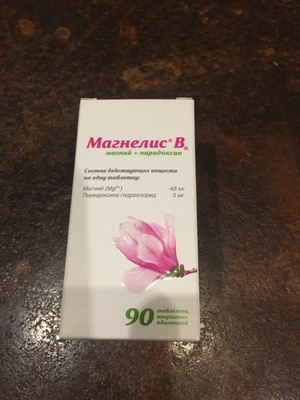 Магнелис® B6
магний + пиридоксин
Состав действующих веществ
на одну таблетку:
Магний (Mg²⁺) 48 мг
Пиридоксина гидрохлорид 5 мг
90 таблеток,
покрытых
оболочкой